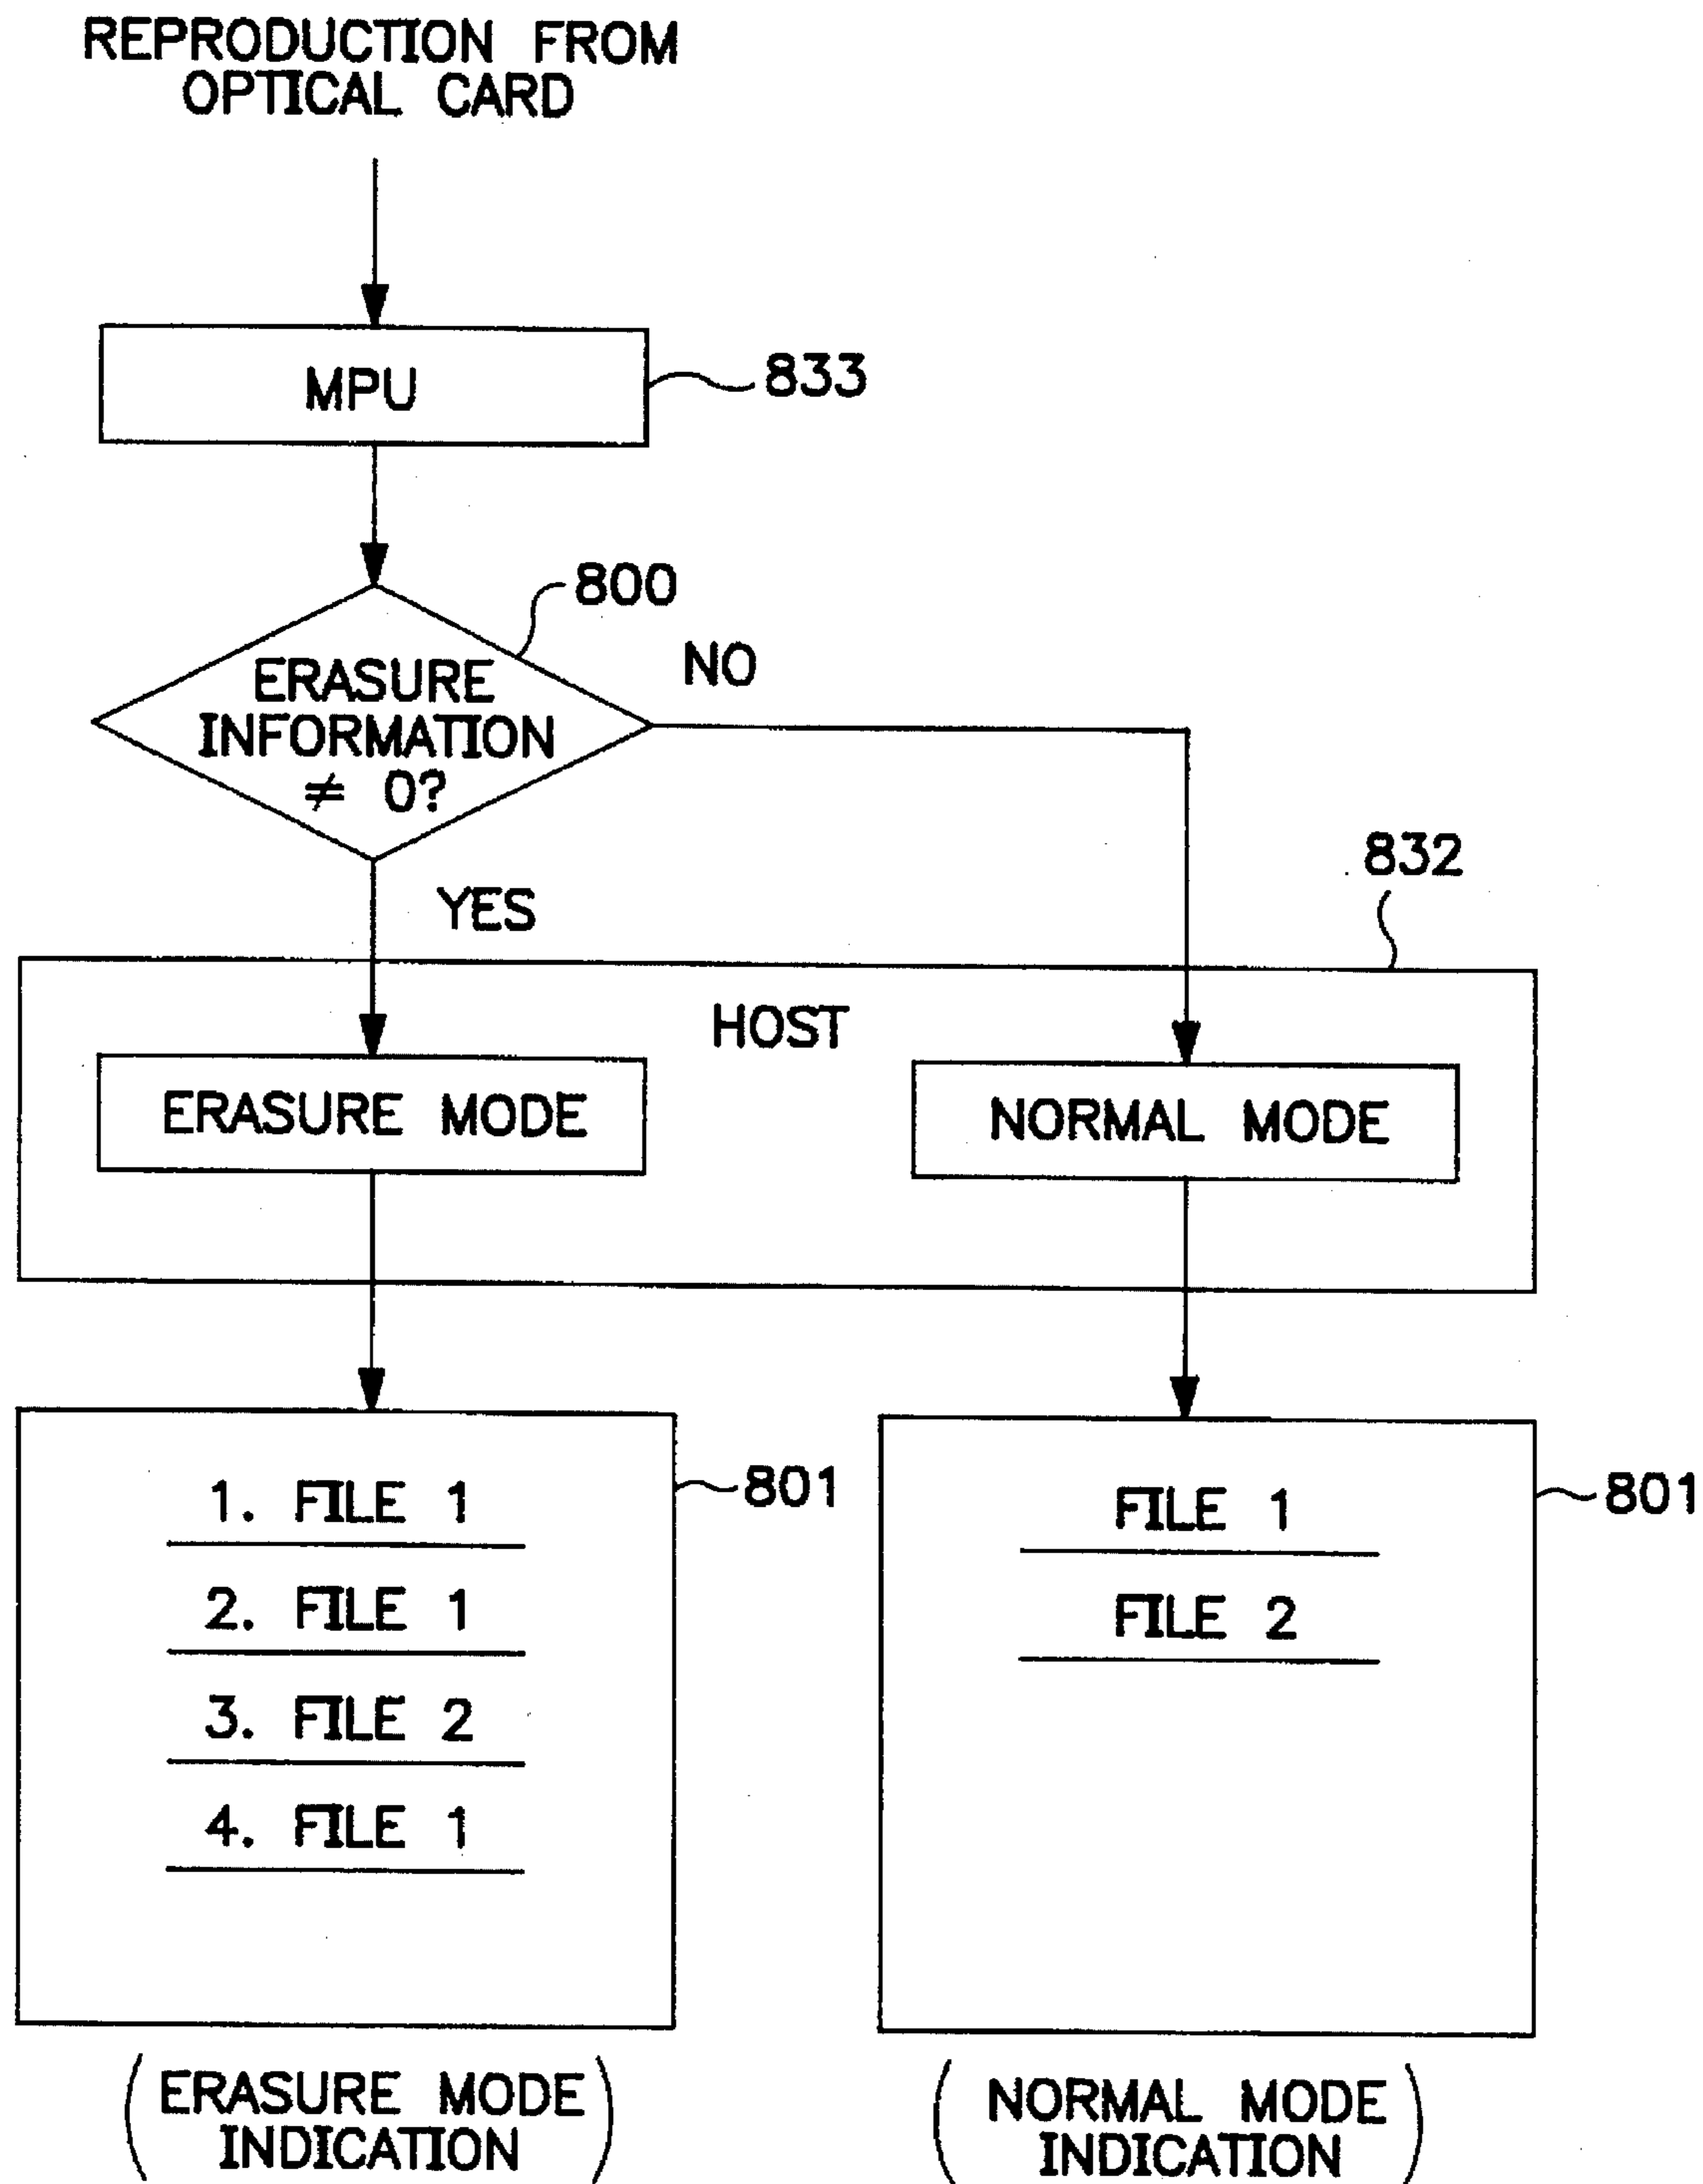 REPRODUCTION FROM
OPTICAL CARD
MPU
833
800
ERASURE
INFORMATION
≠ 0?
NO
YES
832
HOST
ERASURE MODE
NORMAL MODE
1. FILE 1
2. FILE 1
3. FILE 2
4. FILE 1
801
FILE 1
FILE 2
801
(ERASURE MODE
INDICATION)
(NORMAL MODE
INDICATION)